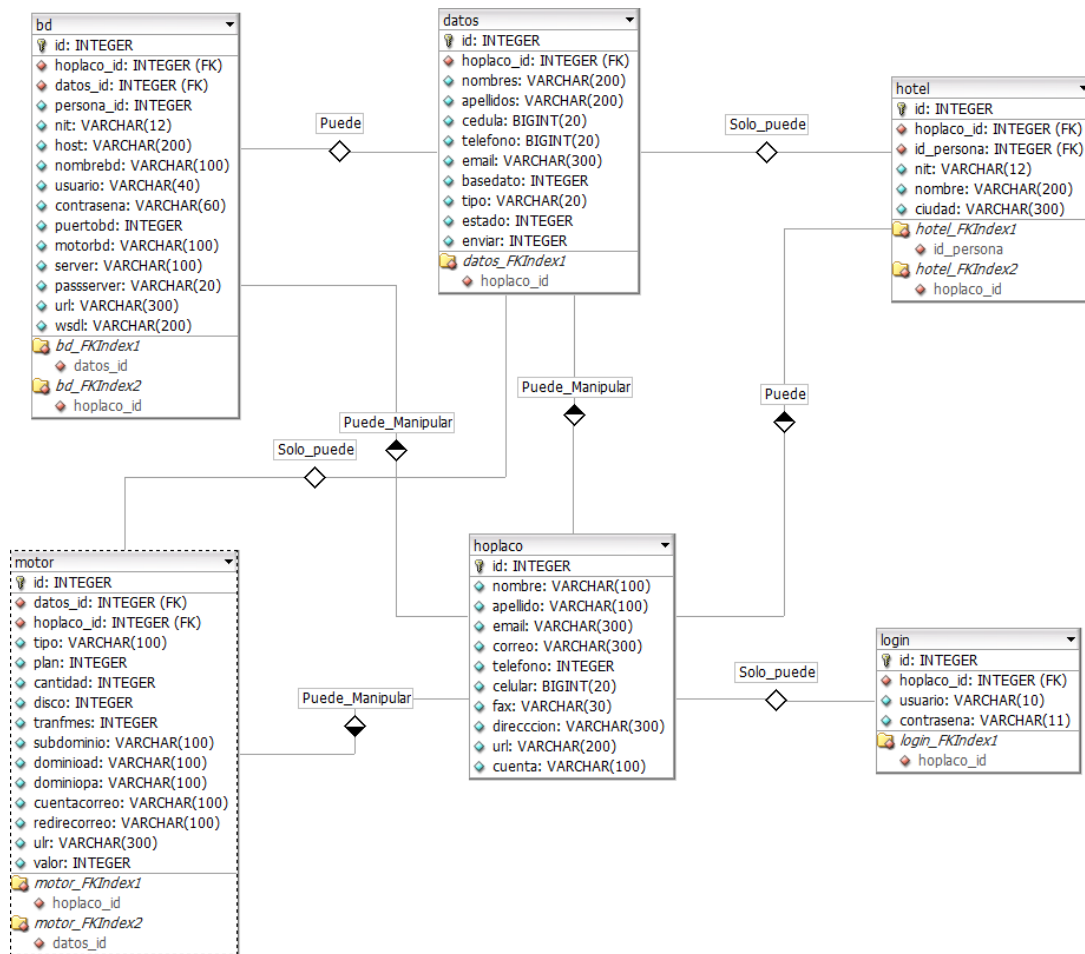 bd
id: INTEGER
hoplaco_id: INTEGER (FK)
datos_id: INTEGER (FK)
persona_id: INTEGER
nit: VARCHAR(12)
host: VARCHAR(200)
nombrebd: VARCHAR(100)
usuario: VARCHAR(40)
contrasena: VARCHAR(60)
puertobd: INTEGER
motorbd: VARCHAR(100)
server: VARCHAR(100)
passserver: VARCHAR(20)
url: VARCHAR(300)
wsdl: VARCHAR(200)
bd_FKIndex1
datos_id
bd_FKIndex2
hoplaco_id
Puede
datos
id: INTEGER
hoplaco_id: INTEGER (FK)
nombres: VARCHAR(200)
apellidos: VARCHAR(200)
cedula: BIGINT(20)
telefono: BIGINT(20)
email: VARCHAR(300)
basedato: INTEGER
tipo: VARCHAR(20)
estado: INTEGER
enviar: INTEGER
datos_FKIndex1
hoplaco_id
Solo_puede
hotel
id: INTEGER
hoplaco_id: INTEGER (FK)
id_persona: INTEGER (FK)
nit: VARCHAR(12)
nombre: VARCHAR(200)
ciudad: VARCHAR(300)
hotel_FKIndex1
id_persona
hotel_FKIndex2
hoplaco_id
Puede_Manipular
Puede
Puede_Manipular
Solo_puede
motor
id: INTEGER
datos_id: INTEGER (FK)
hoplaco_id: INTEGER (FK)
tipo: VARCHAR(100)
plan: INTEGER
cantidad: INTEGER
disco: INTEGER
tranfmes: INTEGER
subdominio: VARCHAR(100)
dominioad: VARCHAR(100)
dominiopa: VARCHAR(100)
cuentacorreo: VARCHAR(100)
redirecorreo: VARCHAR(100)
ulr: VARCHAR(300)
valor: INTEGER
motor_FKIndex1
hoplaco_id
motor_FKIndex2
datos_id
Puede_Manipular
hoplaco
id: INTEGER
nombre: VARCHAR(100)
apellido: VARCHAR(100)
email: VARCHAR(300)
correo: VARCHAR(300)
telefono: INTEGER
celular: BIGINT(20)
fax: VARCHAR(30)
direcccion: VARCHAR(300)
url: VARCHAR(200)
cuenta: VARCHAR(100)
Solo_puede
login
id: INTEGER
hoplaco_id: INTEGER (FK)
usuario: VARCHAR(10)
contrasena: VARCHAR(11)
login_FKIndex1
hoplaco_id